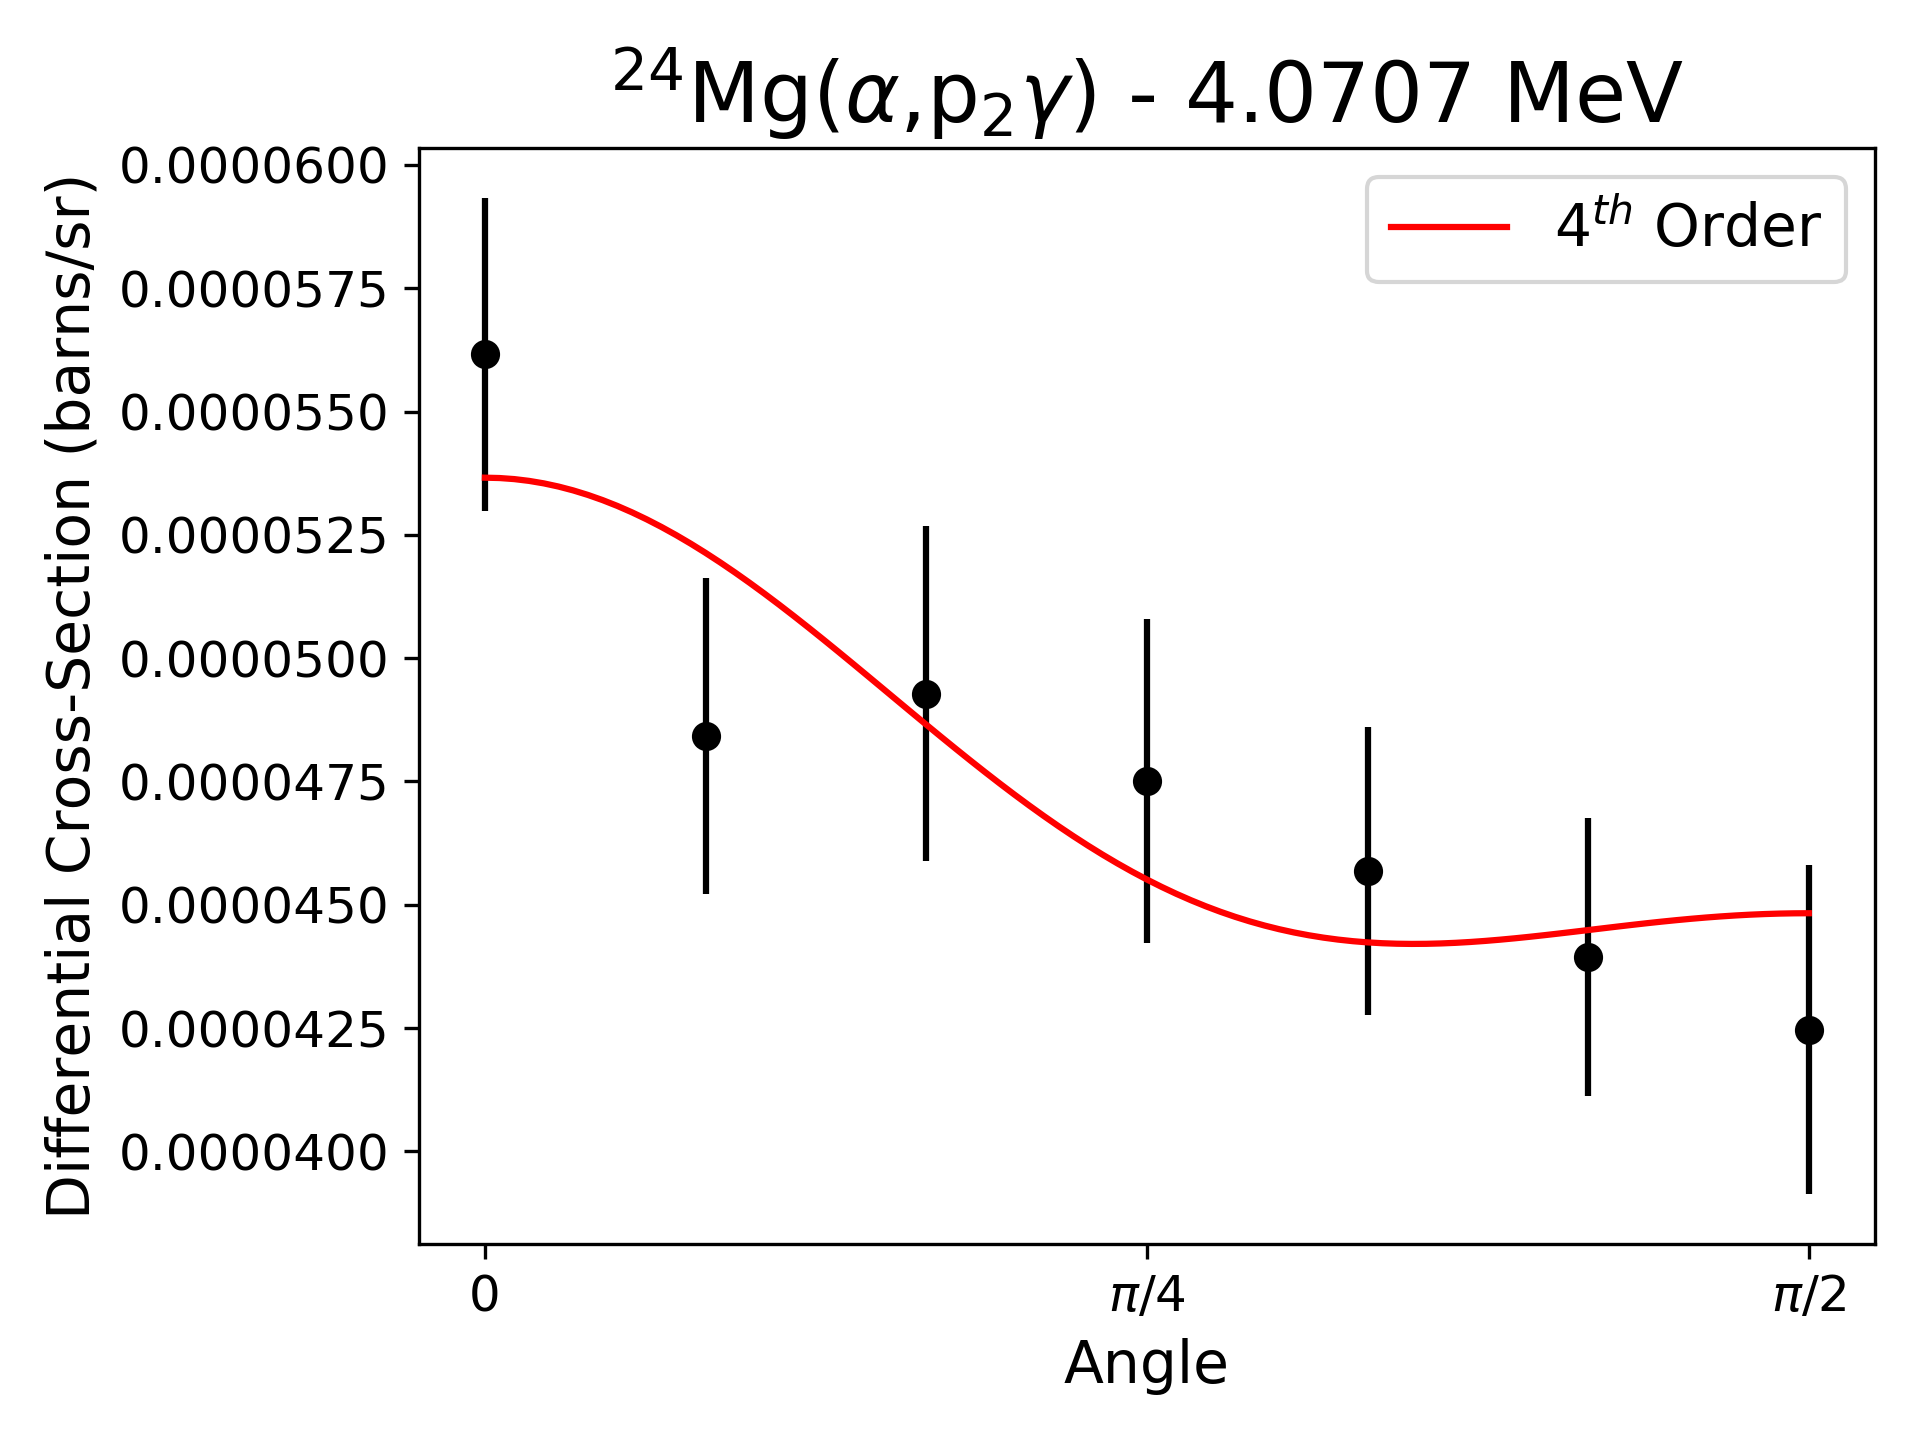 ²⁴Mg(α,p₂γ) - 4.0707 MeV
4ᵗʰ Order
Differential Cross-Section (barns/sr)
0.0000600
0.0000575
0.0000550
0.0000525
0.0000500
0.0000475
0.0000450
0.0000425
0.0000400
0 π/4 π/2
Angle